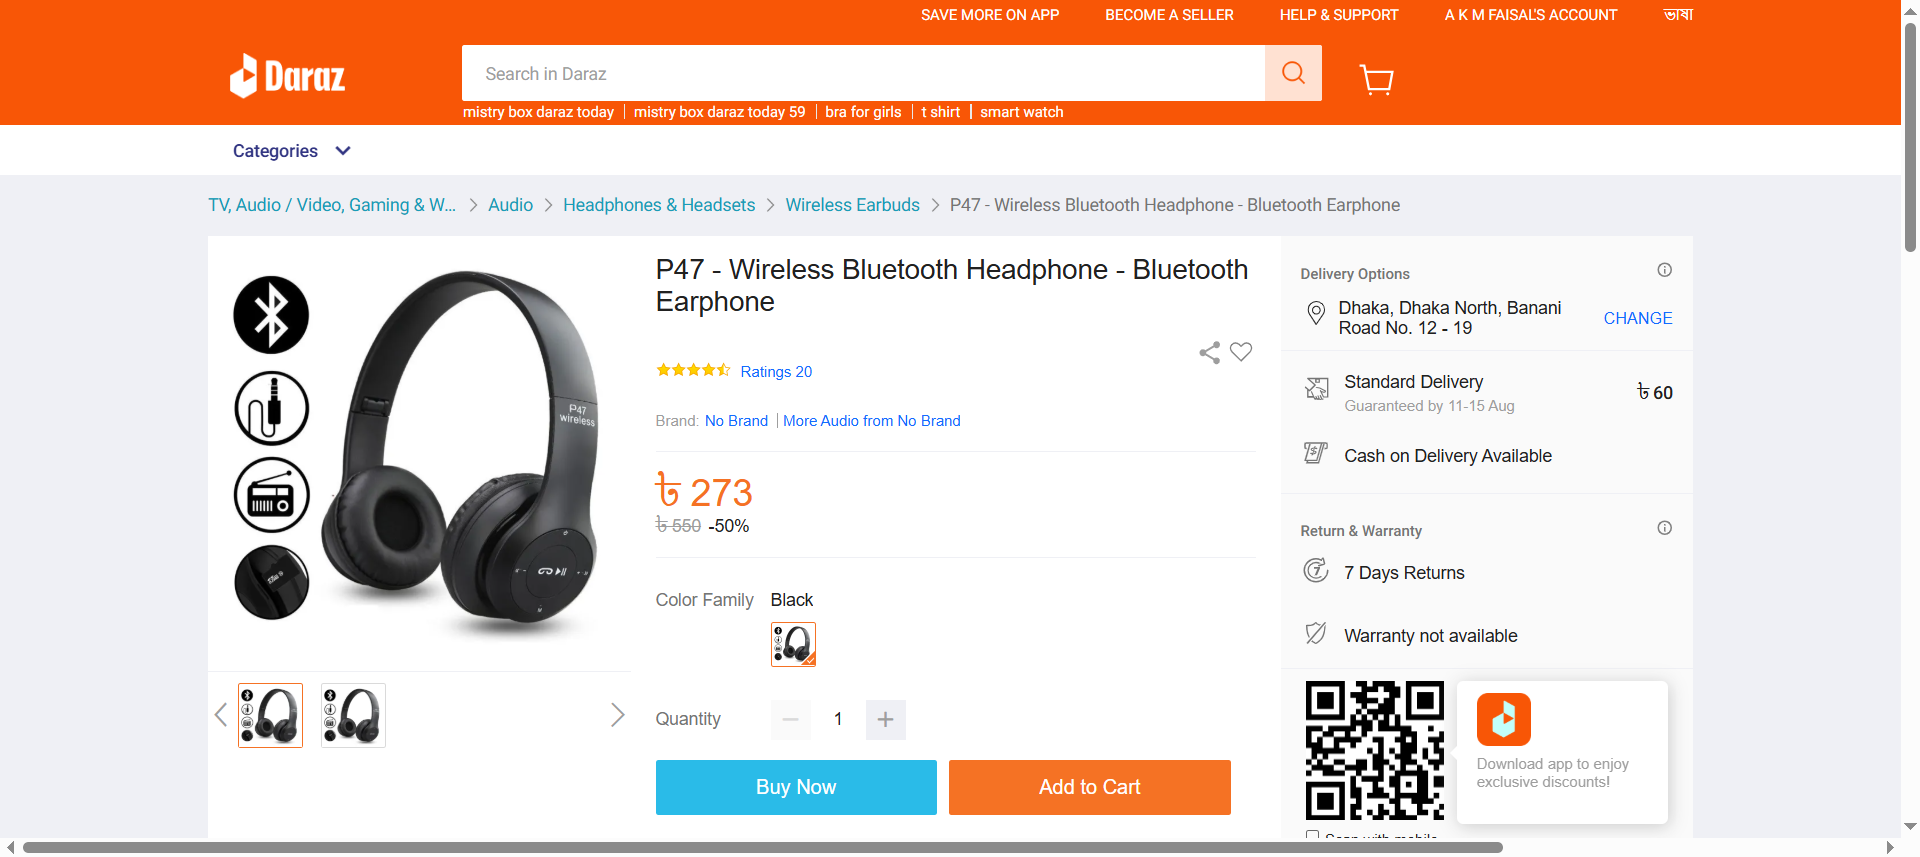 SAVE MORE ON APP BECOME A SELLER HELP & SUPPORT A K M FAISAL'S ACCOUNT ভাষা
Daraz
Search in Daraz
mistry box daraz today mistry box daraz today 59 bra for girls t shirt smart watch
Categories
TV, Audio / Video, Gaming & W... > Audio > Headphones & Headsets > Wireless Earbuds > P47 - Wireless Bluetooth Headphone - Bluetooth Earphone
P47
wireless
P47 - Wireless Bluetooth Headphone - Bluetooth
Earphone
Ratings 20
Brand: No Brand | More Audio from No Brand
৳ 273
৳ 550 -50%
Color Family Black
Quantity 1
Buy Now Add to Cart
Delivery Options
Dhaka, Dhaka North, Banani
Road No. 12 - 19
CHANGE
Standard Delivery
৳ 60
Guaranteed by 11-15 Aug
Cash on Delivery Available
Return & Warranty
7 Days Returns
Warranty not available
Download app to enjoy
exclusive discounts!
Scan with mobile